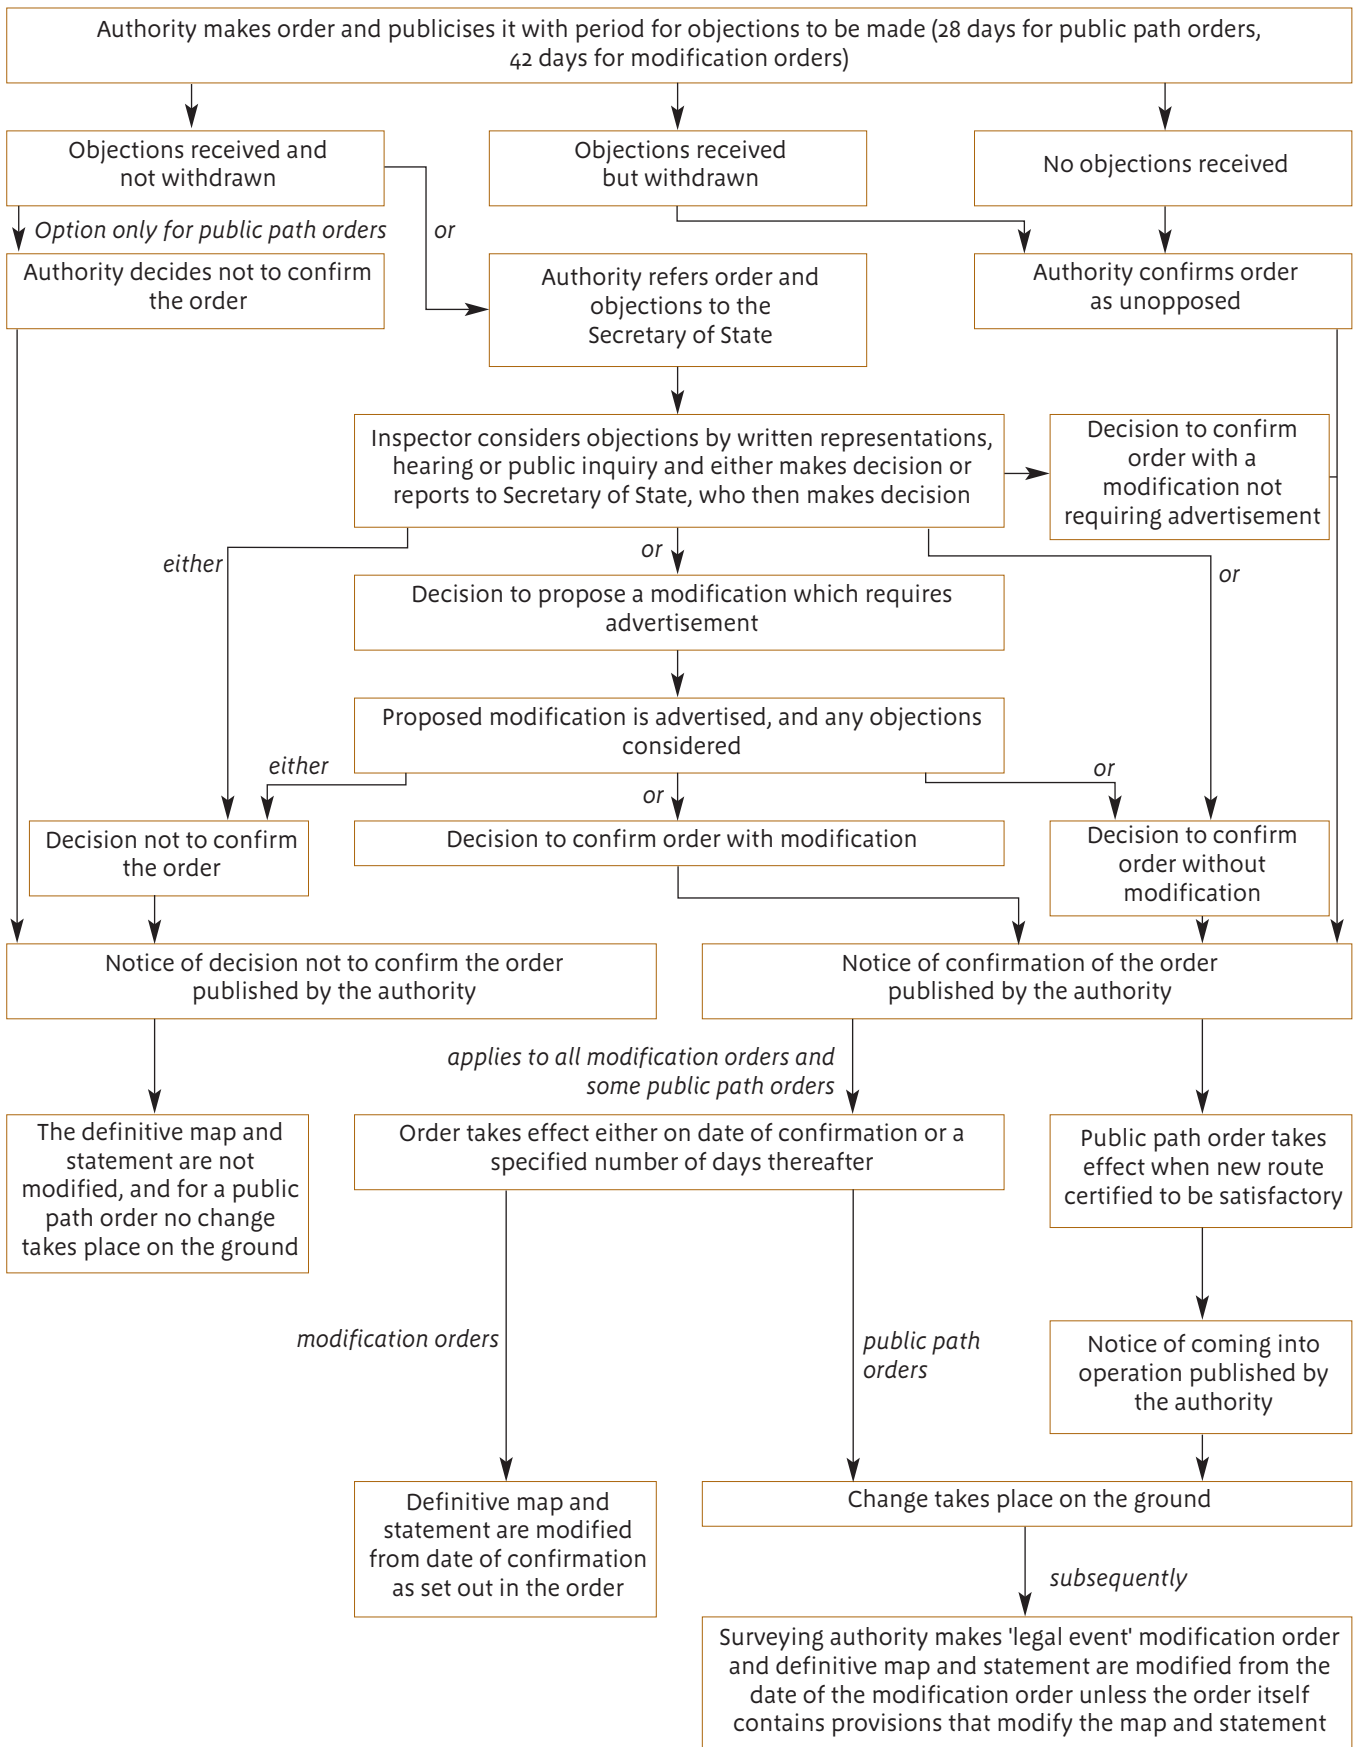 Authority makes order and publicises it with period for objections to be made (28 days for public path orders,
42 days for modification orders)
Objections received and
not withdrawn
Objections received
but withdrawn
No objections received
Option only for public path orders
or
Authority decides not to confirm
the order
Authority refers order and
objections to the
Secretary of State
Authority confirms order
as unopposed
Inspector considers objections by written representations,
hearing or public inquiry and either makes decision or
reports to Secretary of State, who then makes decision
Decision to confirm
order with a
modification not
requiring advertisement
either
or
or
Decision to propose a modification which requires
advertisement
Proposed modification is advertised, and any objections
considered
either
or
or
Decision not to confirm
the order
Decision to confirm order with modification
Decision to confirm
order without
modification
Notice of decision not to confirm the order
published by the authority
Notice of confirmation of the order
published by the authority
applies to all modification orders and
some public path orders
The definitive map and
statement are not
modified, and for a public
path order no change
takes place on the ground
Order takes effect either on date of confirmation or a
specified number of days thereafter
Public path order takes
effect when new route
certified to be satisfactory
modification orders
public path
orders
Notice of coming into
operation published by
the authority
Definitive map and
statement are modified
from date of confirmation
as set out in the order
Change takes place on the ground
subsequently
Surveying authority makes 'legal event' modification order
and definitive map and statement are modified from the
date of the modification order unless the order itself
contains provisions that modify the map and statement